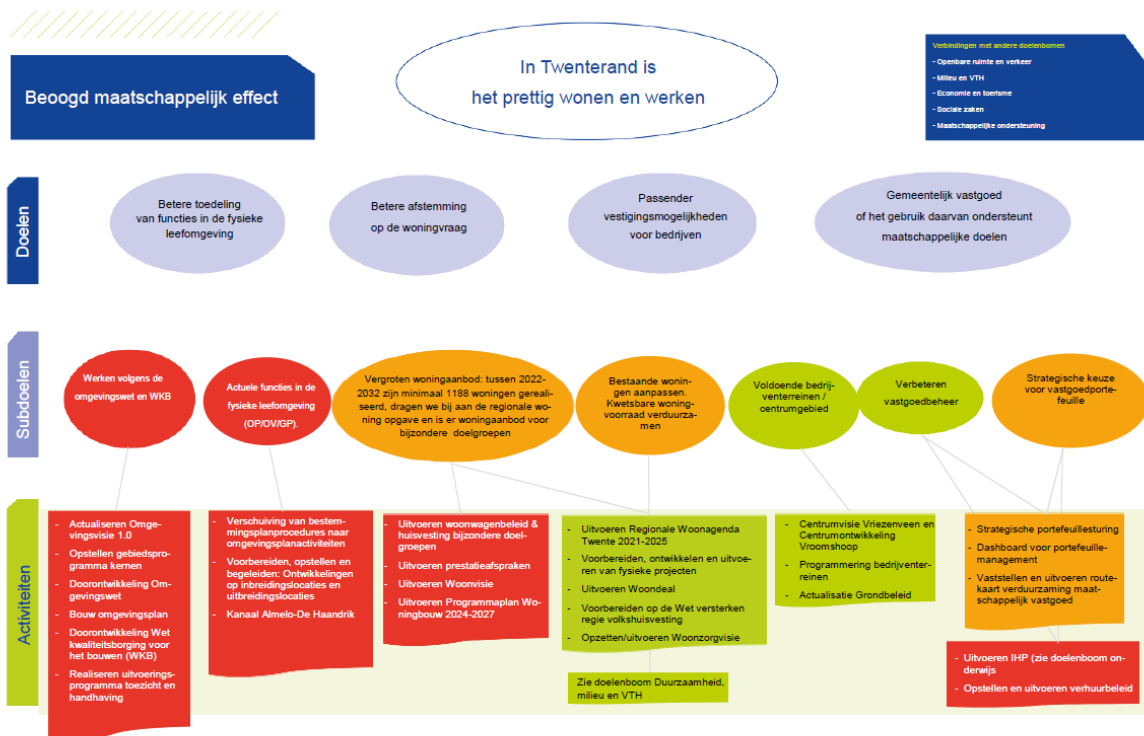 Beoogd maatschappelijk effect
In Twenterand is
het prettig wonen en werken
Verbindingen met andere doelenbomen
- Openbare ruimte en verkeer
- Milieu en VTH
- Economie en toerisme
- Sociale zaken
- Maatschappelijke ondersteuning
Doelen
Betere toedeling
van functies in de fysieke
leefomgeving
Betere afstemming
op de woningvraag
Passender
vestigingsmogelijkheden
voor bedrijven
Gemeentelijk vastgoed
of het gebruik daarvan ondersteunt
maatschappelijke doelen
Subdoelen
Werken volgens de
omgevingswet en WKB
Actuele functies in de
fysieke leefomgeving
(OP/OV/GP).
Vergroten woningaanbod: tussen 2022-
2032 zijn minimaal 1188 woningen gereali-
seerd, dragen we bij aan de regionale wo-
ning opgave en is er woningaanbod voor
bijzondere doelgroepen
Bestaande wonin-
gen aanpassen.
Kwetsbare woning-
voorraad verduurza-
men
Voldoende bedrij-
venterreinen /
centrumgebied
Verbeteren
vastgoedbeheer
Strategische keuze
voor vastgoedporte-
feuille
Activiteiten
- Actualiseren Omge-
vingsvisie 1.0
- Opstellen gebiedspro-
gramma kernen
- Doorontwikkeling Om-
gevingswet
- Bouw omgevingsplan
- Doorontwikkeling Wet
kwaliteitsborging voor
het bouwen (WKB)
- Realiseren uitvoerings-
programma toezicht en
handhaving
- Verschuiving van bestem-
mingsplanprocedures naar
omgevingsplanactiviteiten
- Voorbereiden, opstellen en
begeleiden: Ontwikkelingen
op inbreidingslocaties en
uitbreidingslocaties
- Kanaal Almelo-De Haandrik
- Uitvoeren woonwagenbeleid &
huisvesting bijzondere doel-
groepen
- Uitvoeren prestatieafspraken
- Uitvoeren Woonvisie
- Uitvoeren Programmaplan Wo-
ningbouw 2024-2027
- Uitvoeren Regionale Woonagenda
Twente 2021-2025
- Voorbereiden, ontwikkelen en uitvoe-
ren van fysieke projecten
- Uitvoeren Woondeal
- Voorbereiden op de Wet versterken
regie volkshuisvesting
- Opzetten/uitvoeren Woonzorgvisie
Zie doelenboom Duurzaamheid,
milieu en VTH
- Centrumvisie Vriezenveen en
Centrumontwikkeling
Vroomshoop
- Programmering bedrijventer-
reinen
- Actualisatie Grondbeleid
- Strategische portefeuillesturing
- Dashboard voor portefeuille-
management
- Vaststellen en uitvoeren route-
kaart verduurzaming maat-
schappelijk vastgoed
- Uitvoeren IHP (zie doelenboom on-
derwijs
- Opstellen en uitvoeren verhuurbeleid